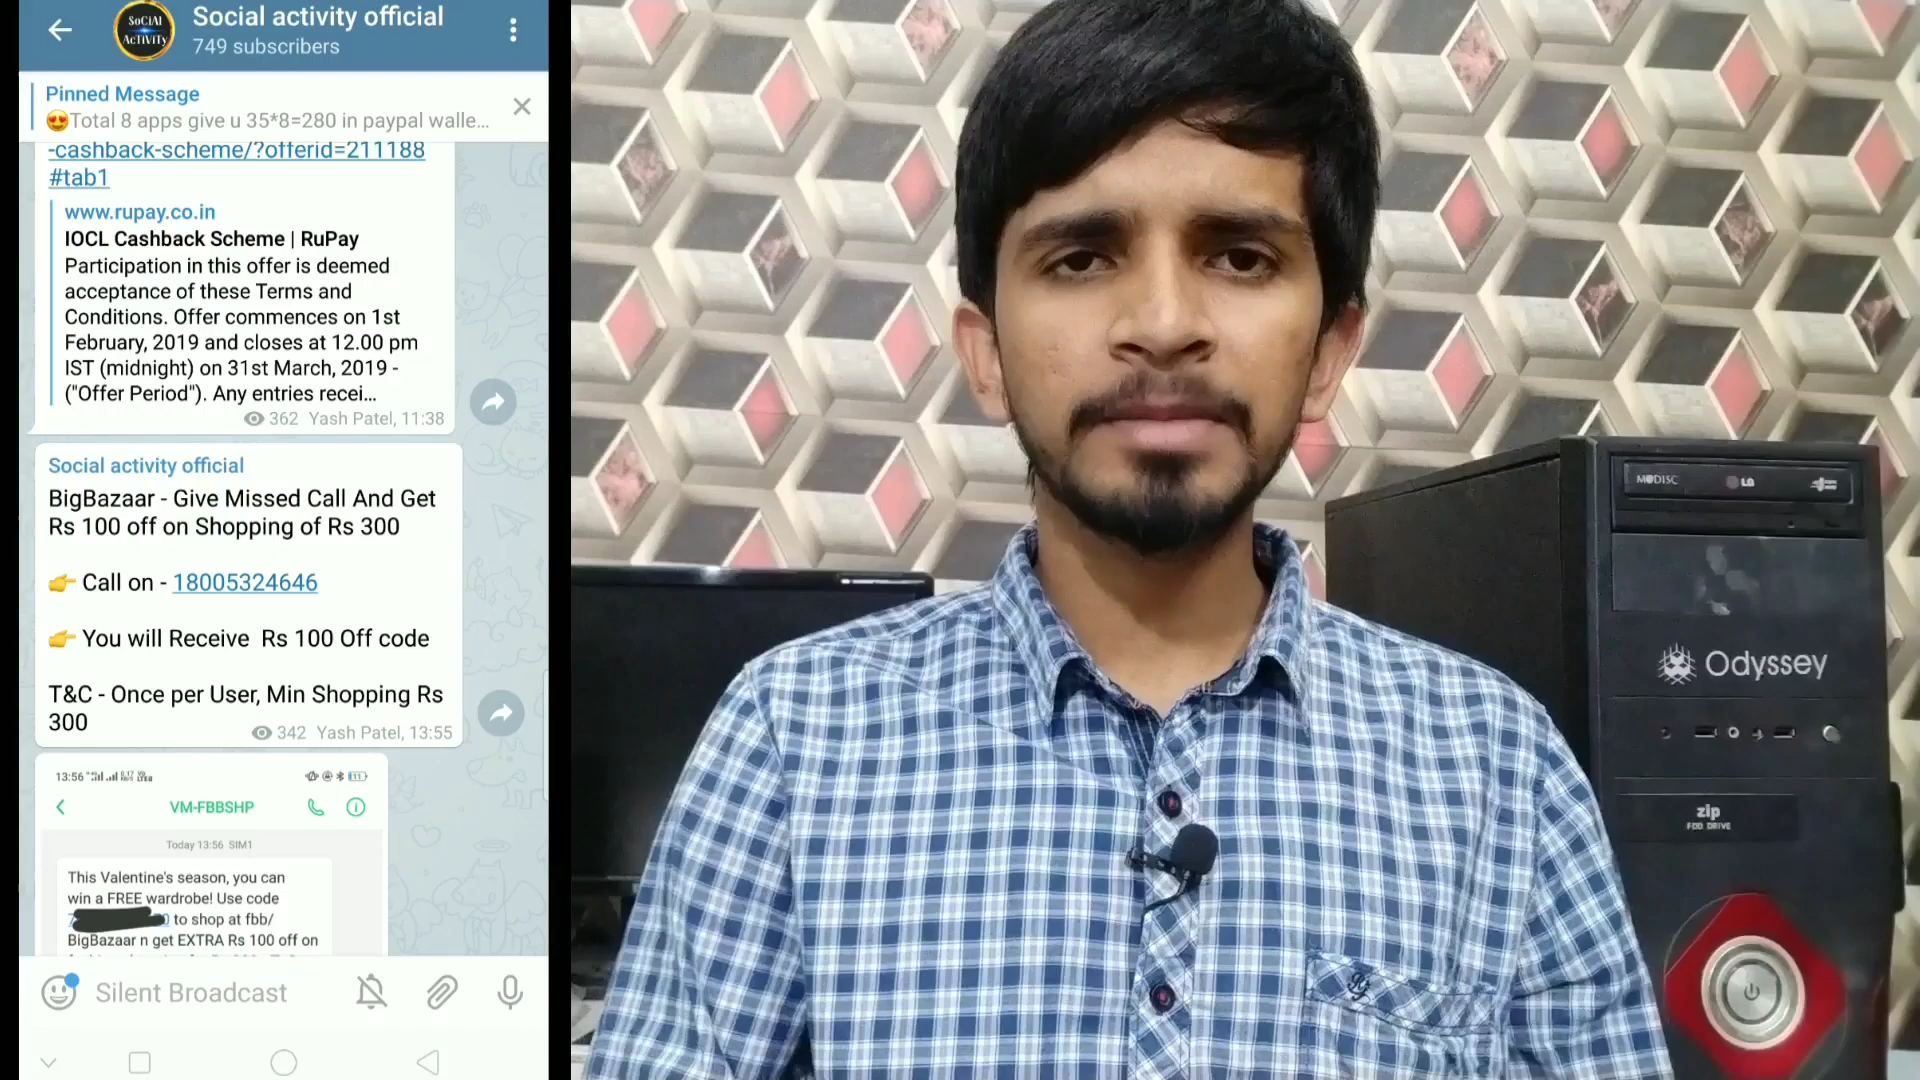 Social activity official
749 subscribers
SoCiAl
AcTiViTy
Pinned Message
😍Total 8 apps give u 35*8=280 in paypal walle...
-cashback-scheme/?offerid=211188
#tab1
www.rupay.co.in
IOCL Cashback Scheme | RuPay
Participation in this offer is deemed
acceptance of these Terms and
Conditions. Offer commences on 1st
February, 2019 and closes at 12.00 pm
IST (midnight) on 31st March, 2019 -
("Offer Period"). Any entries recei...
362 Yash Patel, 11:38
Social activity official
BigBazaar - Give Missed Call And Get
Rs 100 off on Shopping of Rs 300
👉 Call on - 18005324646
👉 You will Receive Rs 100 Off code
T&C - Once per User, Min Shopping Rs
300
342 Yash Patel, 13:55
13:56
VM-FBBSHP
Today 13:56 SIM1
This Valentine's season, you can
win a FREE wardrobe! Use code
to shop at fbb/
BigBazaar n get EXTRA Rs 100 off on
Silent Broadcast
M DISC
LG
Odyssey
zip
FDD DRIVE